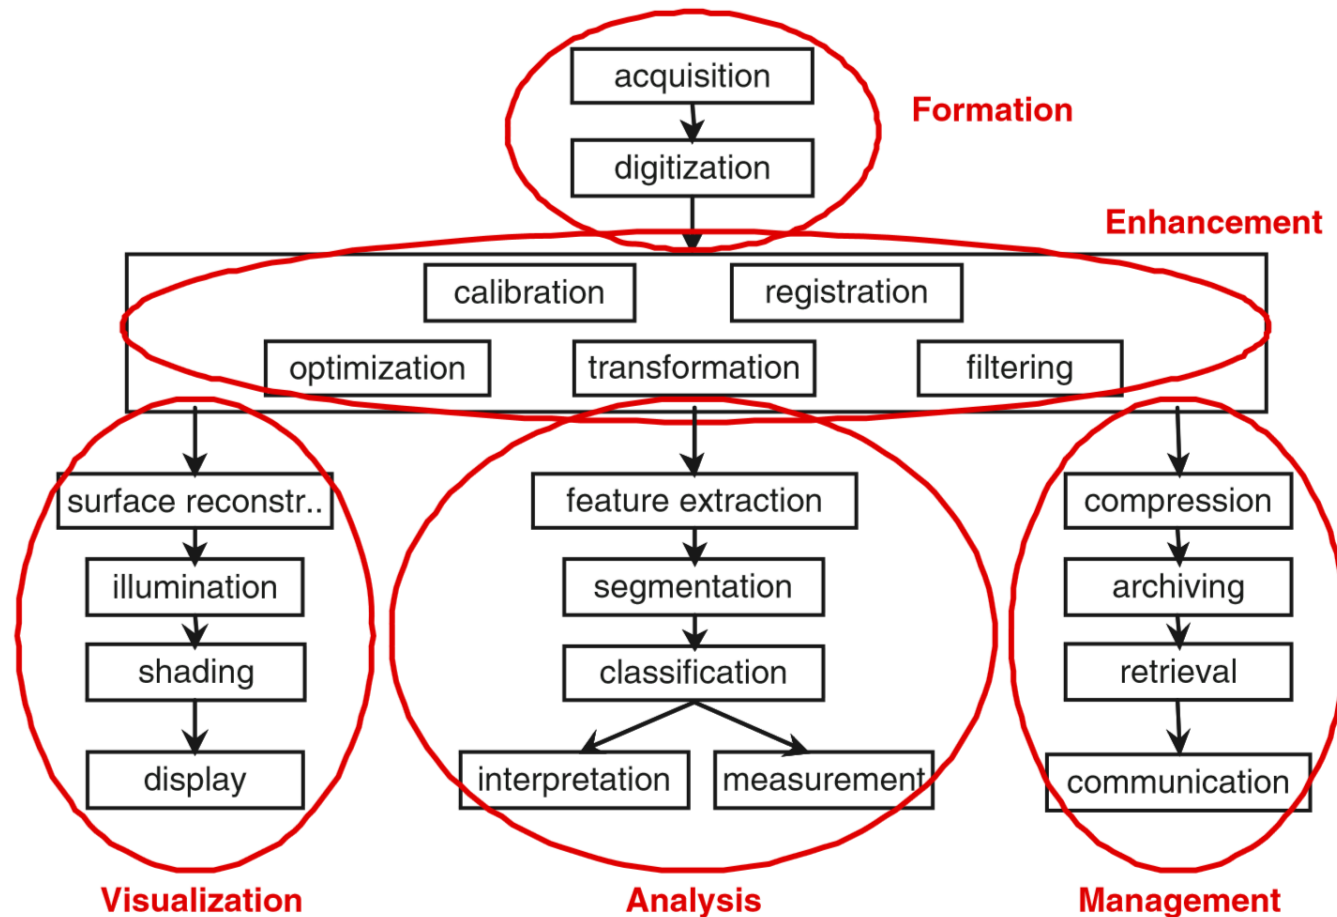 acquisition
Formation
digitization
Enhancement
calibration
registration
optimization
transformation
filtering
surface reconstr..
feature extraction
compression
illumination
segmentation
archiving
shading
classification
retrieval
display
interpretation
measurement
communication
Visualization
Analysis
Management